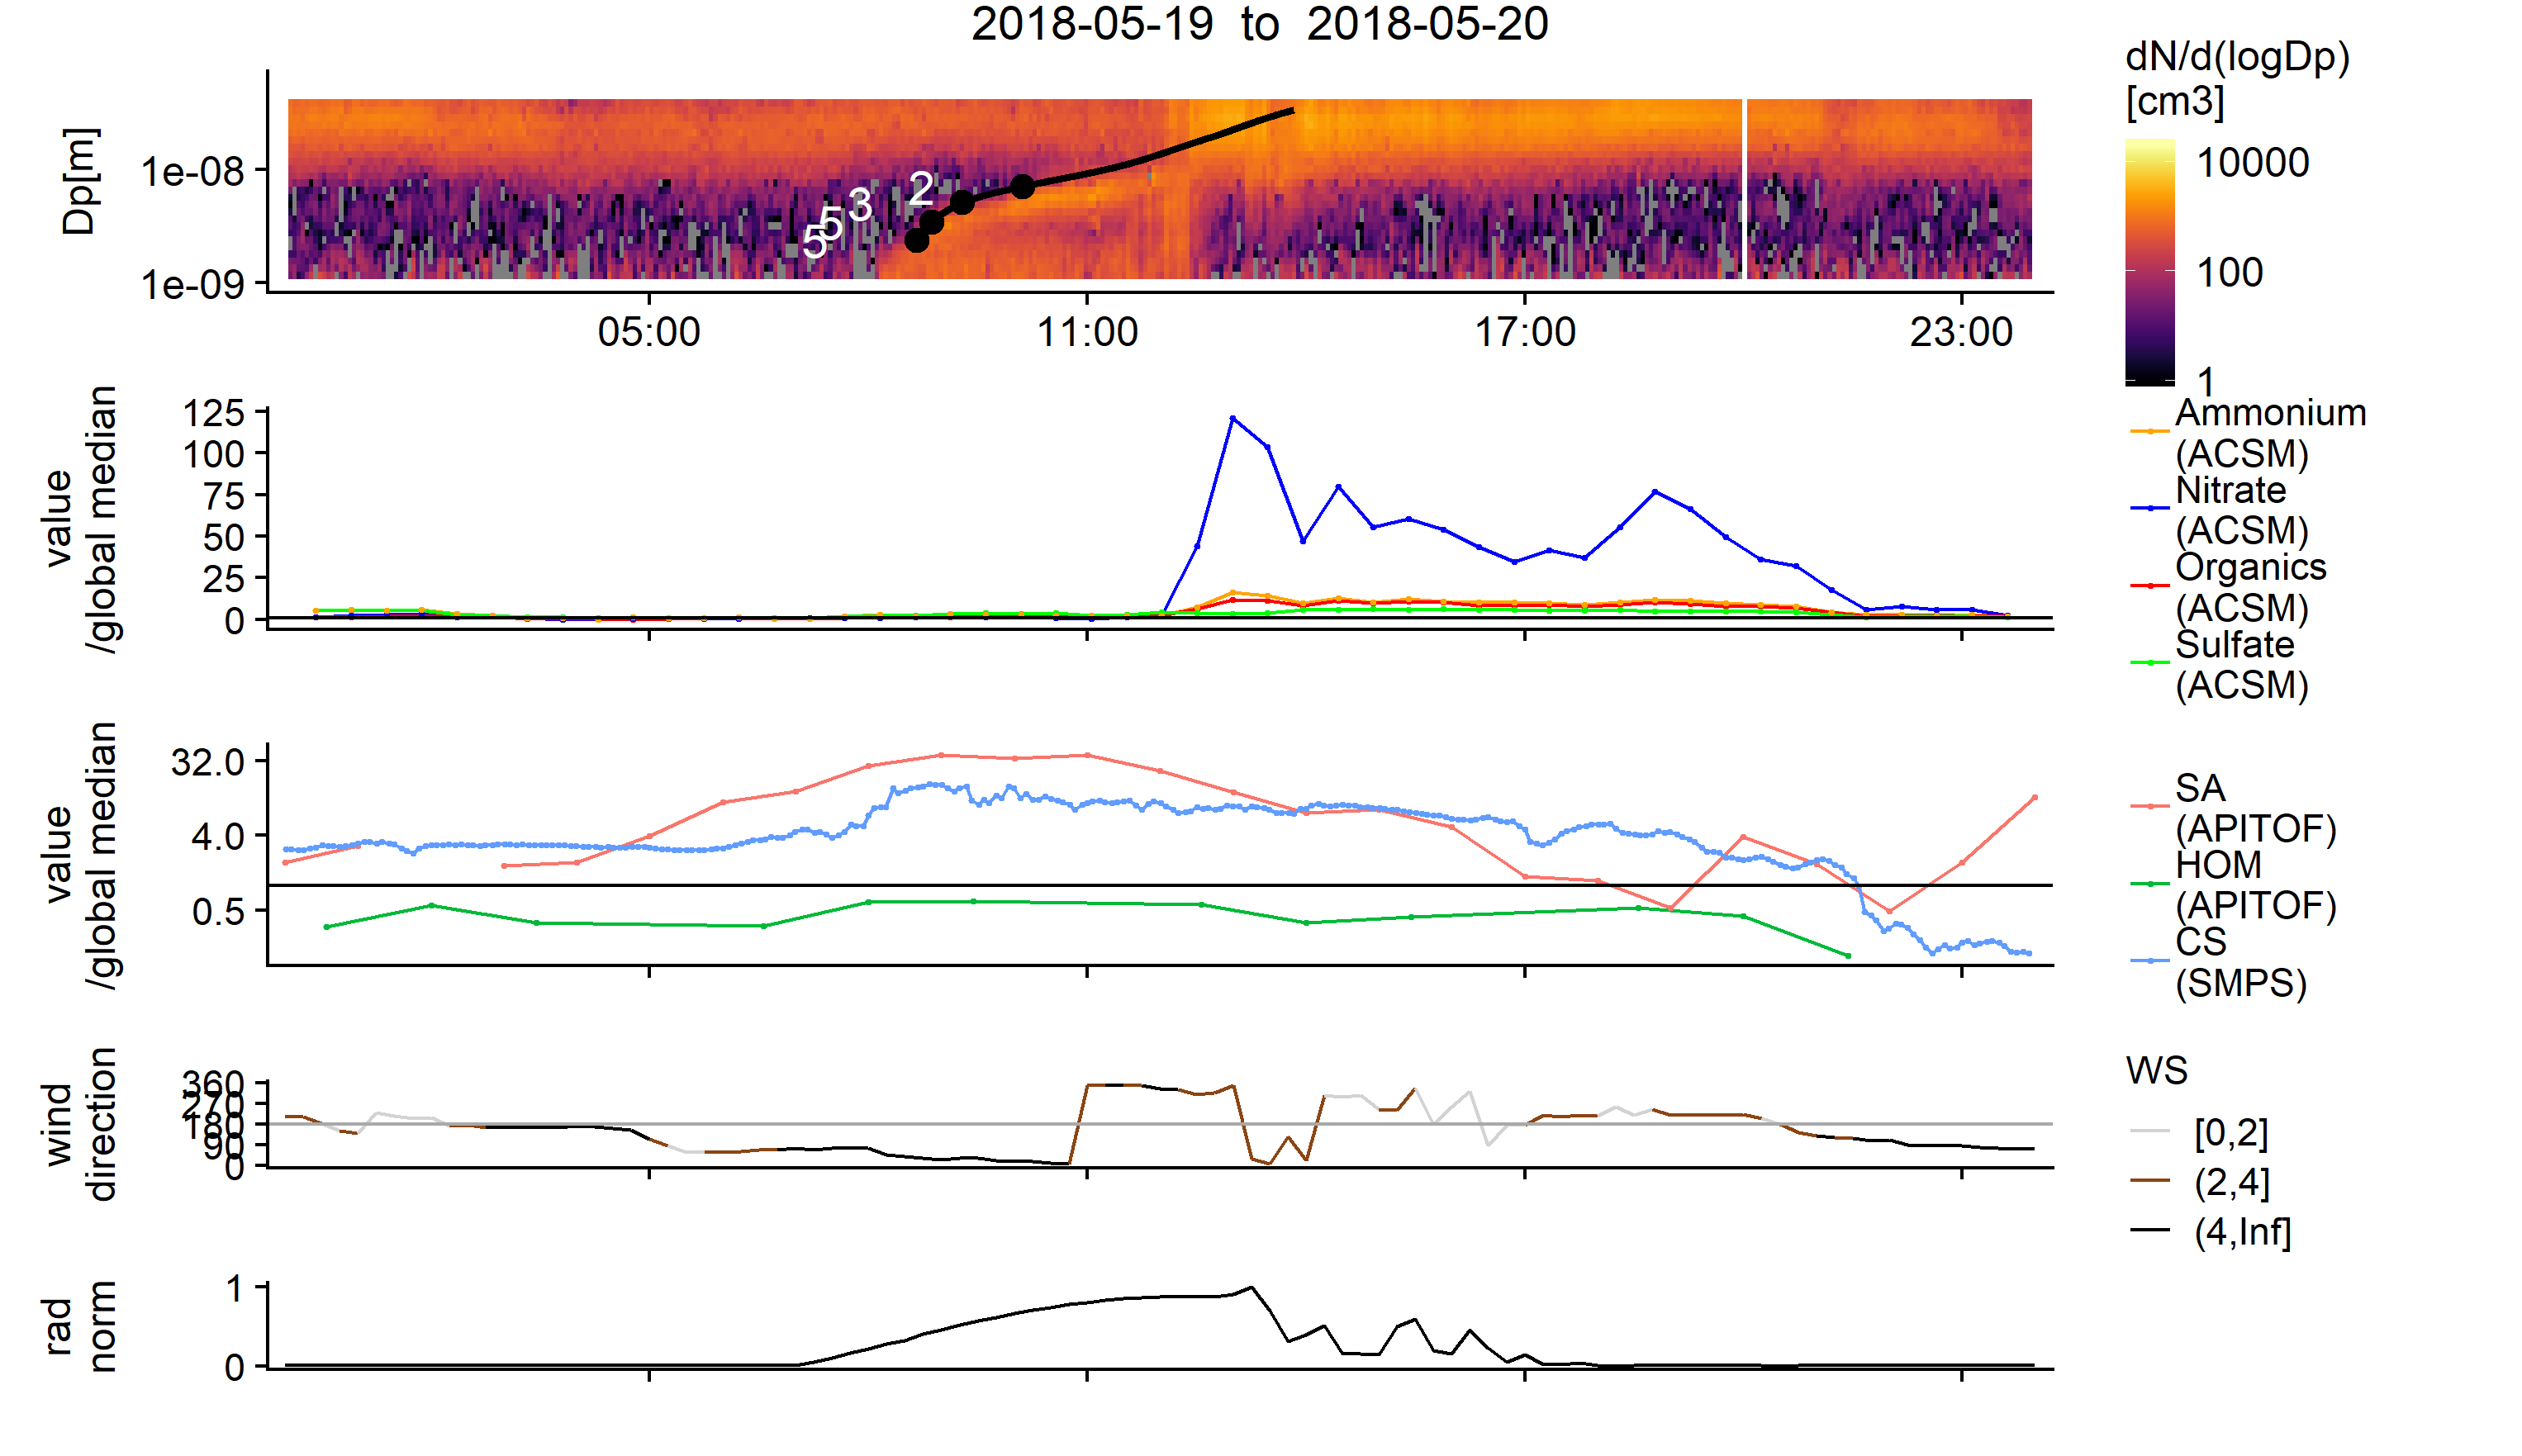 2018-05-19 to 2018-05-20
dN/d(logDp)
[cm3]
10000
100
1
Dp[m]
1e-08
1e-09
2
3
5
5
05:00
11:00
17:00
23:00
value
/global median
125
100
75
50
25
0
Ammonium
(ACSM)
Nitrate
(ACSM)
Organics
(ACSM)
Sulfate
(ACSM)
value
/global median
32.0
4.0
0.5
SA
(APITOF)
HOM
(APITOF)
CS
(SMPS)
wind
direction
360
270
180
90
0
WS
[0,2]
(2,4]
(4,Inf]
rad
norm
1
0